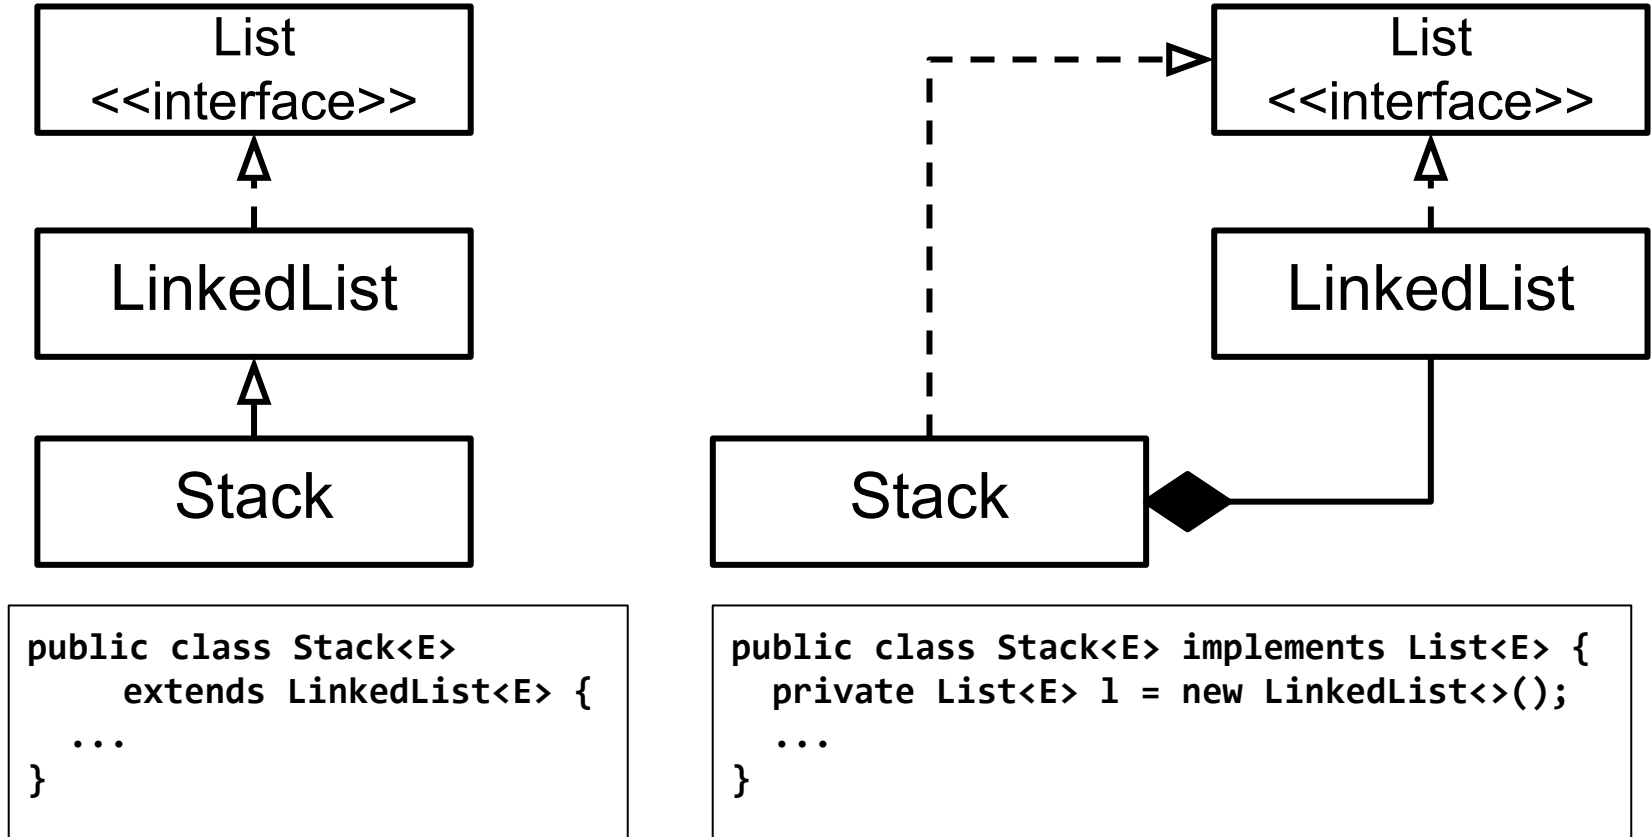 List
<<interface>>
LinkedList
Stack
public class Stack<E>
     extends LinkedList<E> {
  ...
}
List
<<interface>>
LinkedList
Stack
public class Stack<E> implements List<E> {
  private List<E> l = new LinkedList<>();
  ...
}